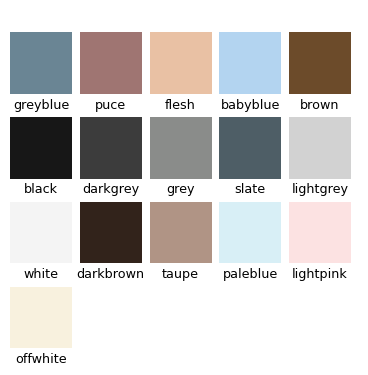 greyblue puce flesh babyblue brown
black darkgrey grey slate lightgrey
white darkbrown taupe paleblue lightpink
offwhite